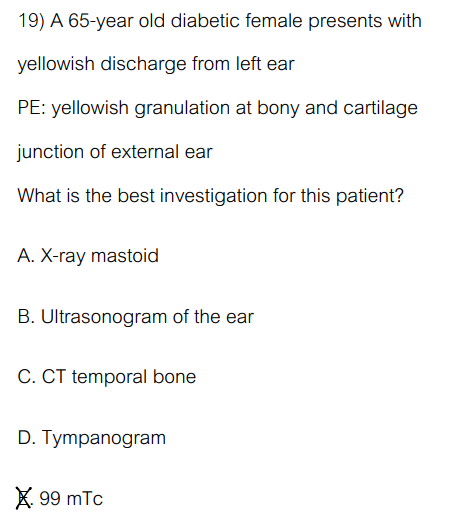 19) A 65-year old diabetic female presents with
yellowish discharge from left ear
PE: yellowish granulation at bony and cartilage
junction of external ear
What is the best investigation for this patient?
A. X-ray mastoid
B. Ultrasonogram of the ear
C. CT temporal bone
D. Tympanogram
E. 99 mTc